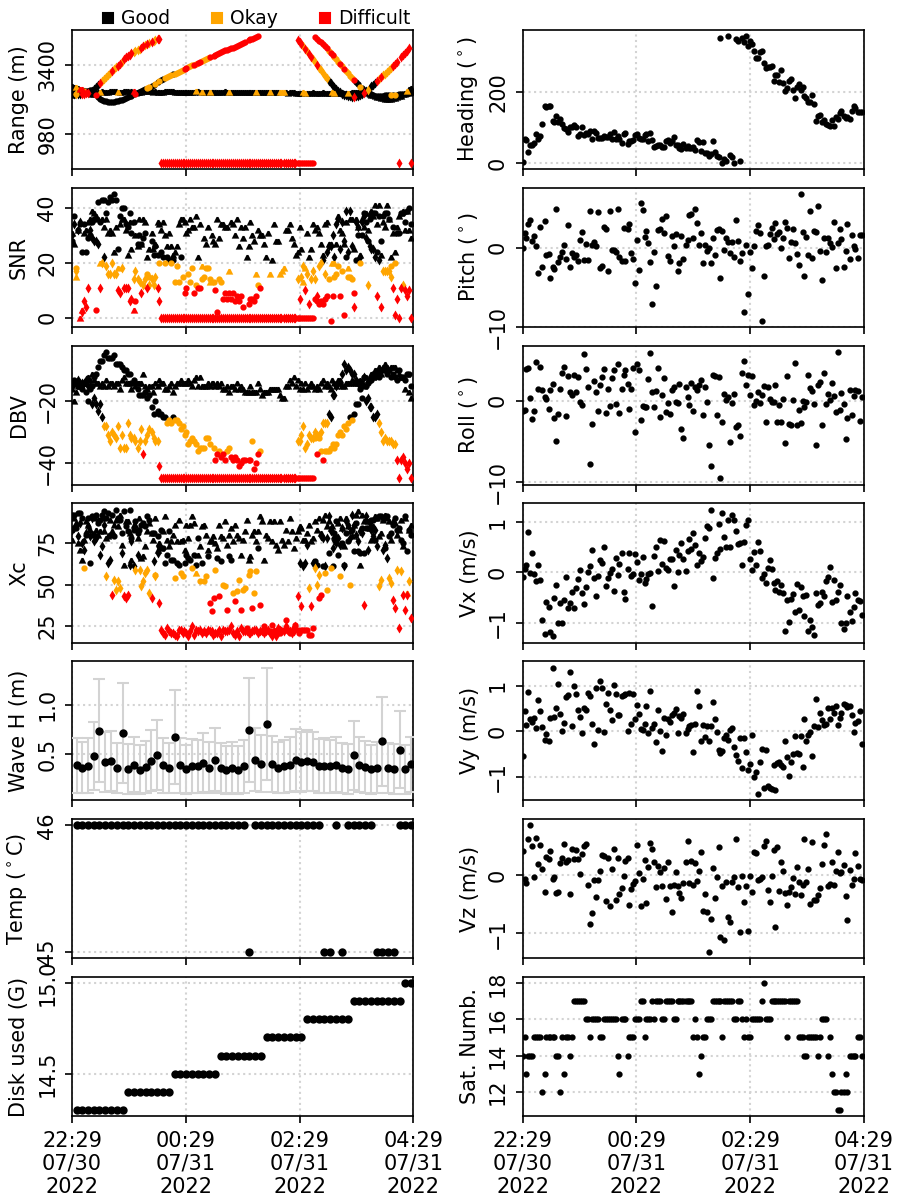 Good Okay Difficult
Range (m)
3400
980
Heading (°)
200
0
SNR
40
20
0
Pitch (°)
0
−10
DBV
−20
−40
Roll (°)
0
−10
Xc
75
50
25
Vx (m/s)
1
0
−1
Wave H (m)
1.0
0.5
Vy (m/s)
1
0
−1
Temp (°C)
46
45
Vz (m/s)
0
−1
Disk used (G)
15.0
14.5
Sat. Numb.
18
16
14
12
22:29 00:29 02:29 04:29
07/30 07/31 07/31 07/31
2022 2022 2022 2022
22:29 00:29 02:29 04:29
07/30 07/31 07/31 07/31
2022 2022 2022 2022